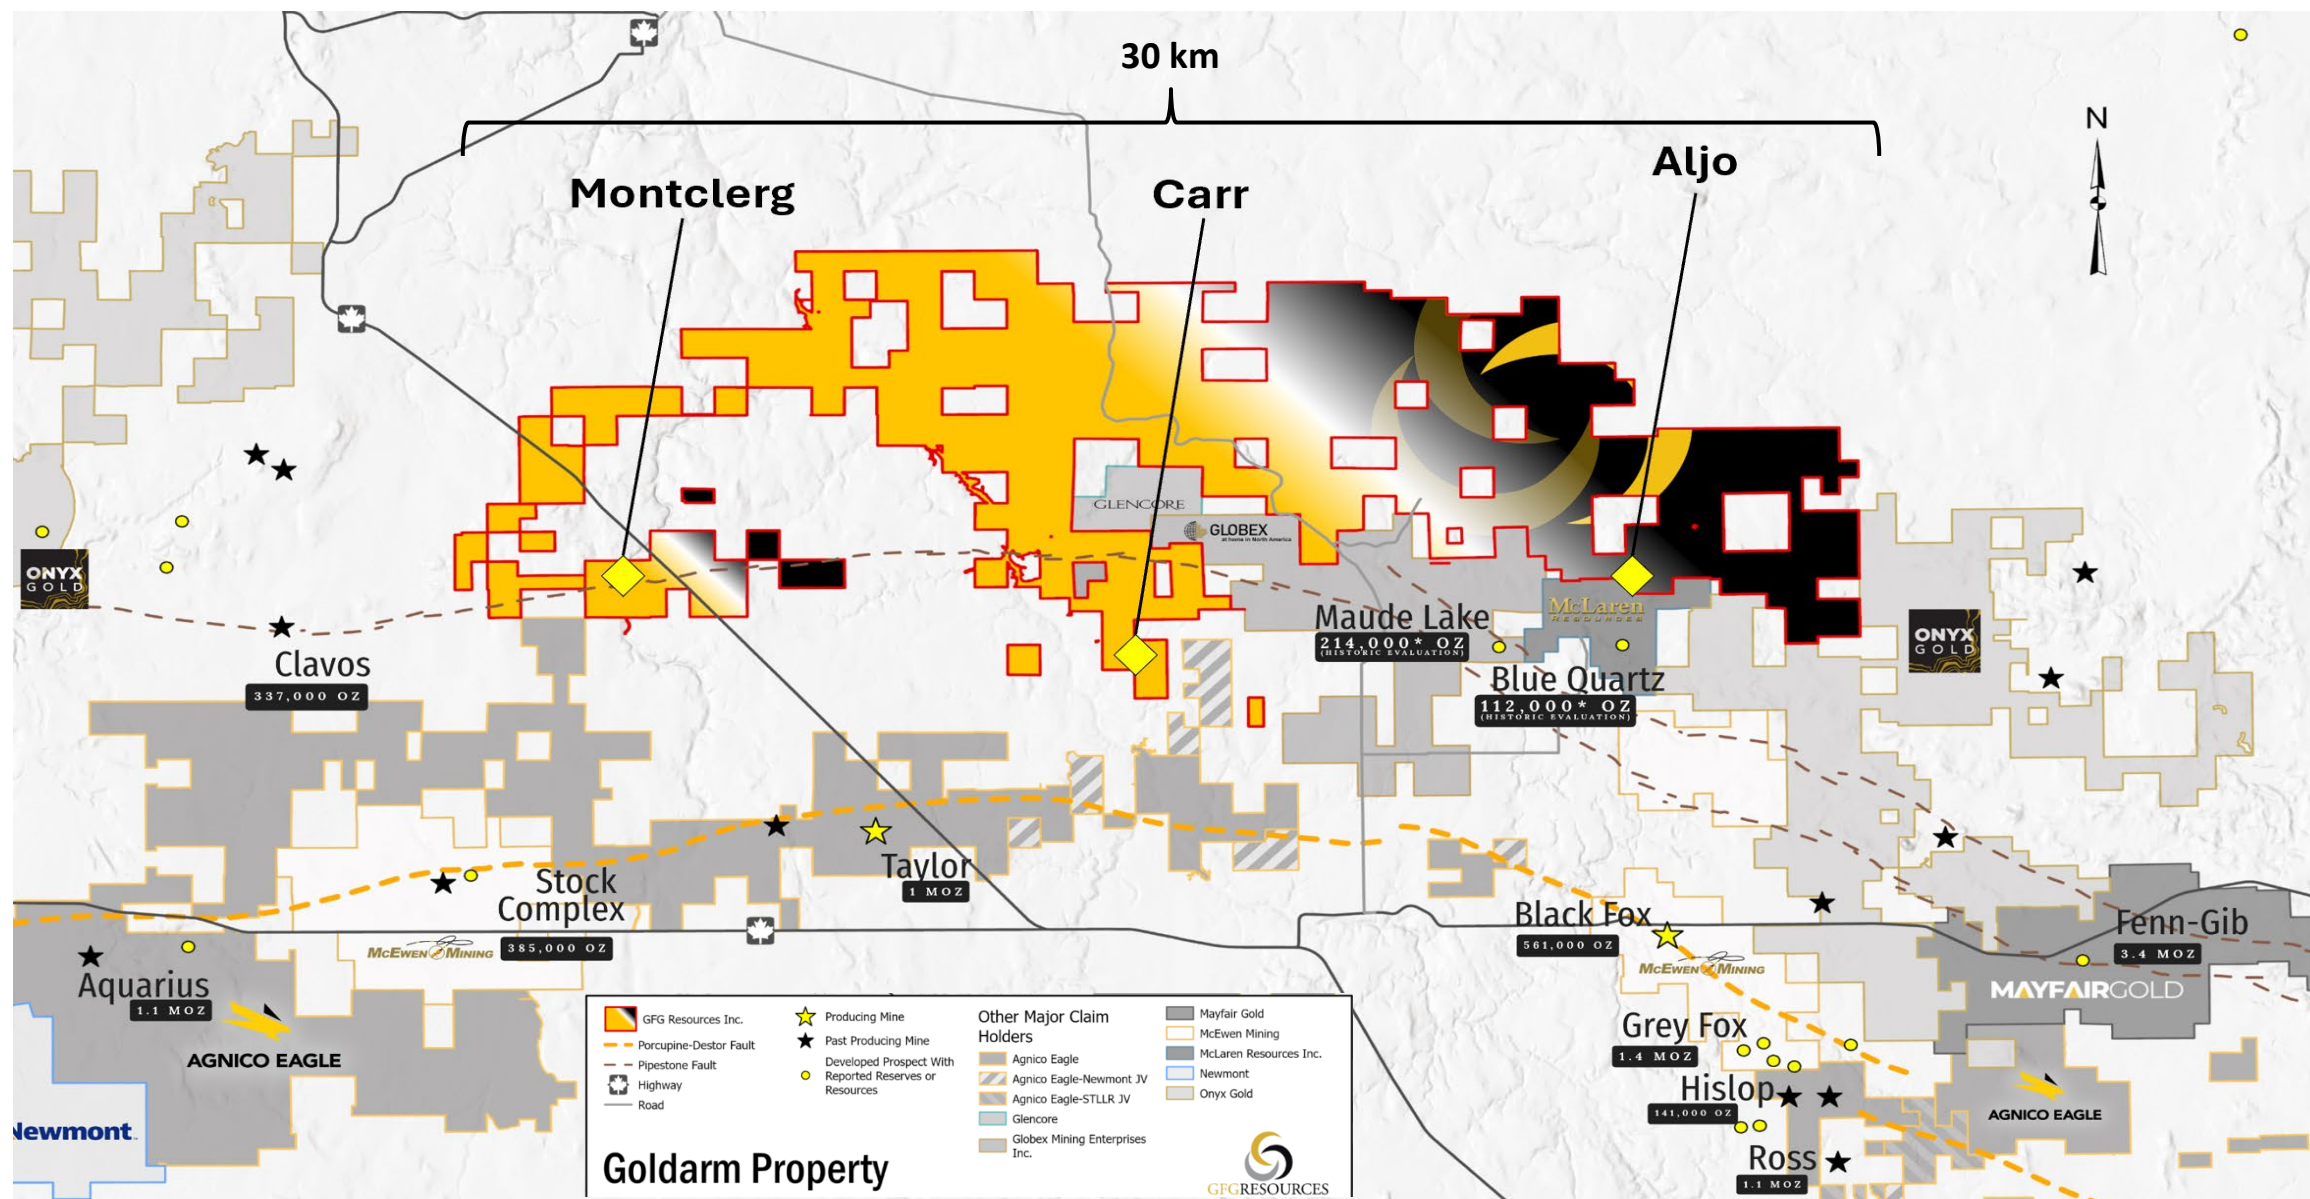 30 km
N
Aljo
Montclerg
Carr
GLENCORE
GLOBEX
at home in North America
ONYX
GOLD
Maude Lake
214,000* OZ
(HISTORIC EVALUATION)
McLaren
RESOURCES
ONYX
GOLD
Clavos
337,000 OZ
Blue Quartz
112,000* OZ
(HISTORIC EVALUATION)
Taylor
1 MOZ
Stock
Complex
385,000 OZ
McEWEN MINING
Black Fox
561,000 OZ
McEWEN MINING
Fenn-Gib
3.4 MOZ
MAYFAIRGOLD
Aquarius
1.1 MOZ
AGNICO EAGLE
Grey Fox
1.4 MOZ
Hislop
141,000 OZ
AGNICO EAGLE
Ross
1.1 MOZ
Newmont
GFG Resources Inc.
Porcupine-Destor Fault
Pipestone Fault
Highway
Road
Producing Mine
Past Producing Mine
Developed Prospect With
Reported Reserves or
Resources
Other Major Claim
Holders
Agnico Eagle
Agnico Eagle-Newmont JV
Agnico Eagle-STLLR JV
Glencore
Globex Mining Enterprises
Inc.
Mayfair Gold
McEwen Mining
McLaren Resources Inc.
Newmont
Onyx Gold
Goldarm Property
GFGRESOURCES